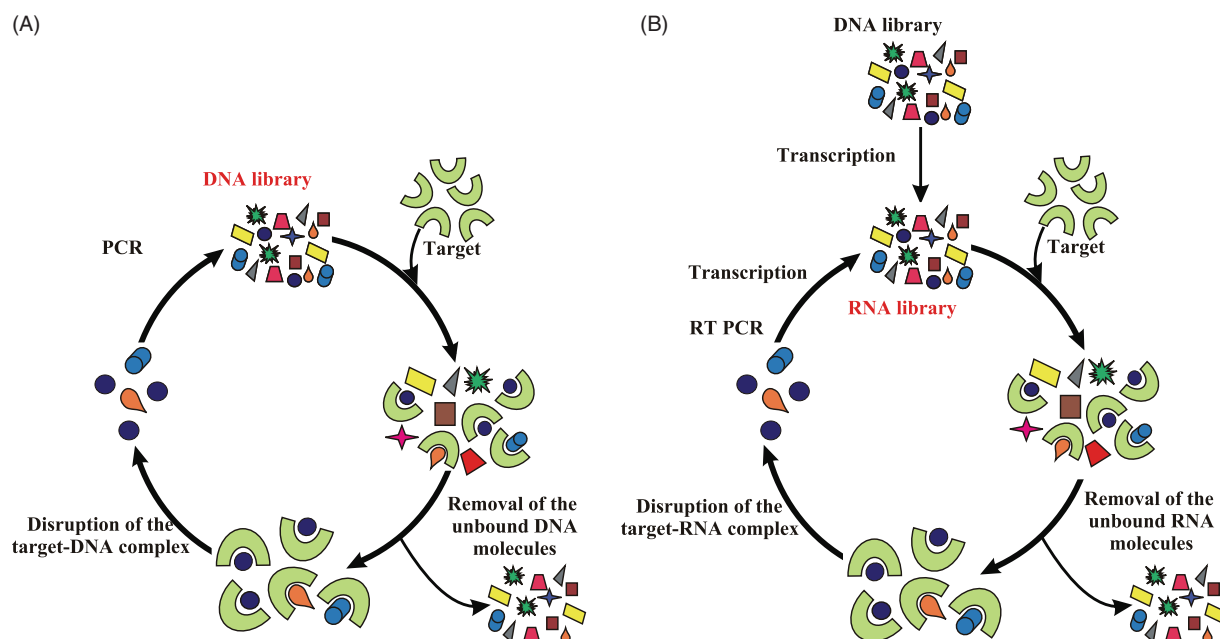 (A)
DNA library
PCR
Target
Removal of the
unbound DNA
molecules
Disruption of the
target-DNA complex
(B)
DNA library
Transcription
Target
Transcription
RNA library
RT PCR
Removal of the
unbound RNA
molecules
Disruption of the
target-RNA complex